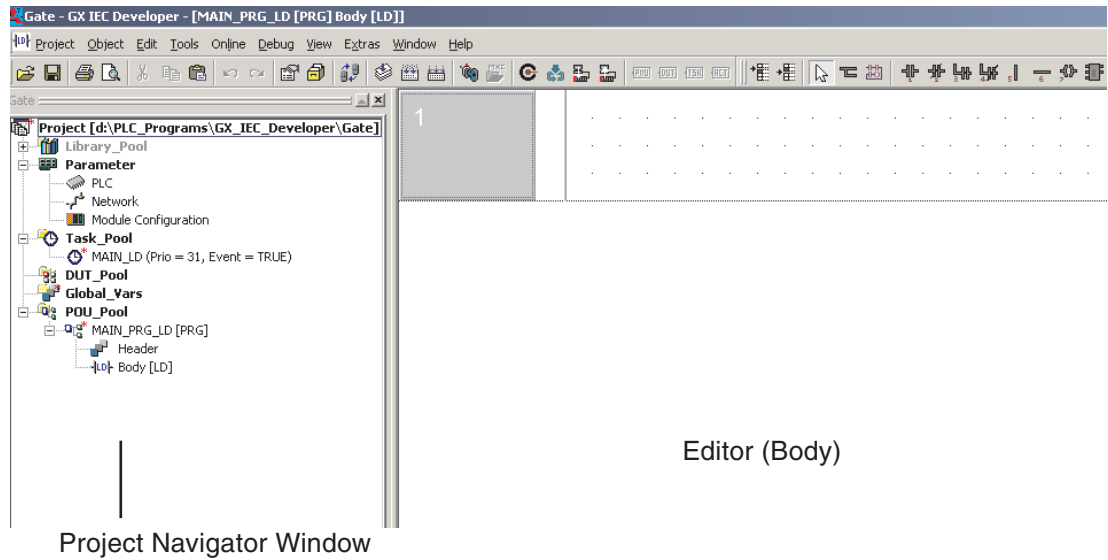 Gate - GX IEC Developer - [MAIN_PRG_LD [PRG] Body [LD]]
Project Object Edit Tools Online Debug View Extras Window Help
Gate
Project [d:\PLC_Programs\GX_IEC_Developer\Gate]
Library_Pool
Parameter
PLC
Network
Module Configuration
Task_Pool
MAIN_LD (Prio = 31, Event = TRUE)
DUT_Pool
Global_Vars
POU_Pool
MAIN_PRG_LD [PRG]
Header
Body [LD]
1
Editor (Body)
Project Navigator Window